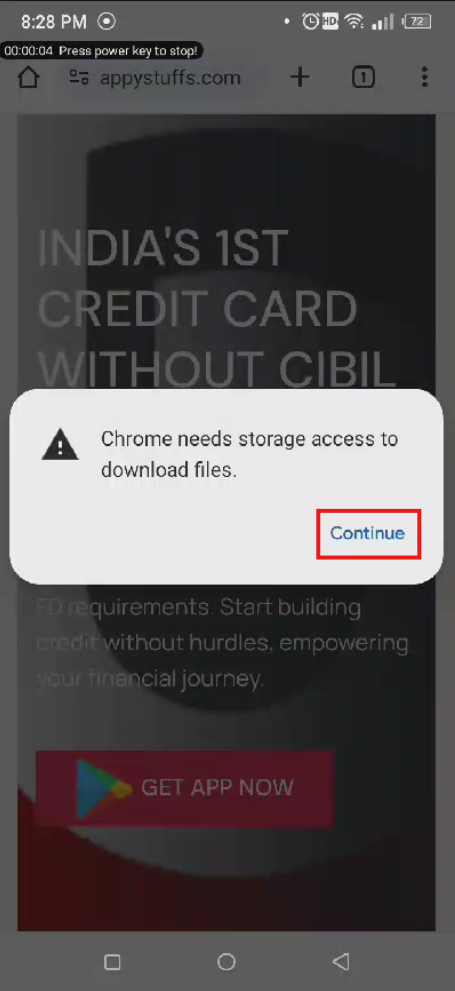 8:28 PM
HD
72
00:00:04 Press power key to stop!
appystuffs.com
1
INDIA'S 1ST
CREDIT CARD
WITHOUT CIBIL
Chrome needs storage access to
download files.
Continue
FD requirements. Start building
credit without hurdles, empowering
your financial journey.
GET APP NOW